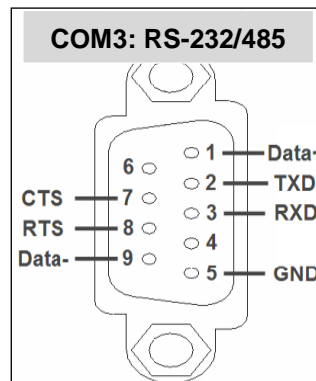 COM3: RS-232/485
1 Data-
6
2 TXD
CTS 7
3 RXD
RTS 8
4
Data- 9
5 GND